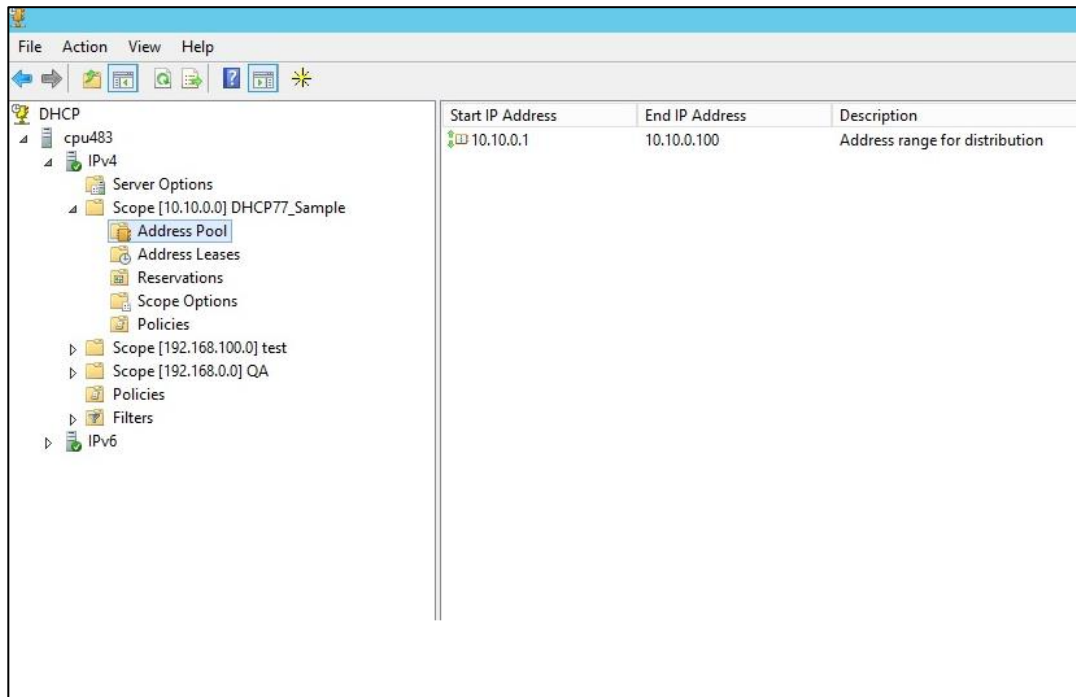 File Action View Help
DHCP
cpu483
IPv4
Server Options
Scope [10.10.0.0] DHCP77_Sample
Address Pool
Address Leases
Reservations
Scope Options
Policies
Scope [192.168.100.0] test
Scope [192.168.0.0] QA
Policies
Filters
IPv6
Start IP Address End IP Address Description
10.10.0.1 10.10.0.100 Address range for distribution